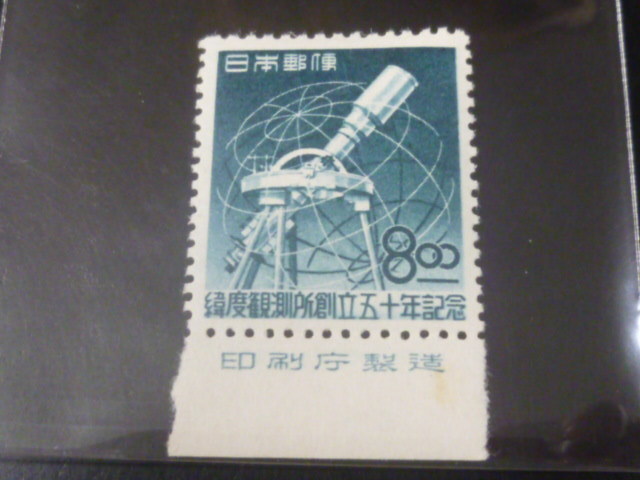 日本郵便
8.00
緯度観測所創立五十年記念
印刷庁製造